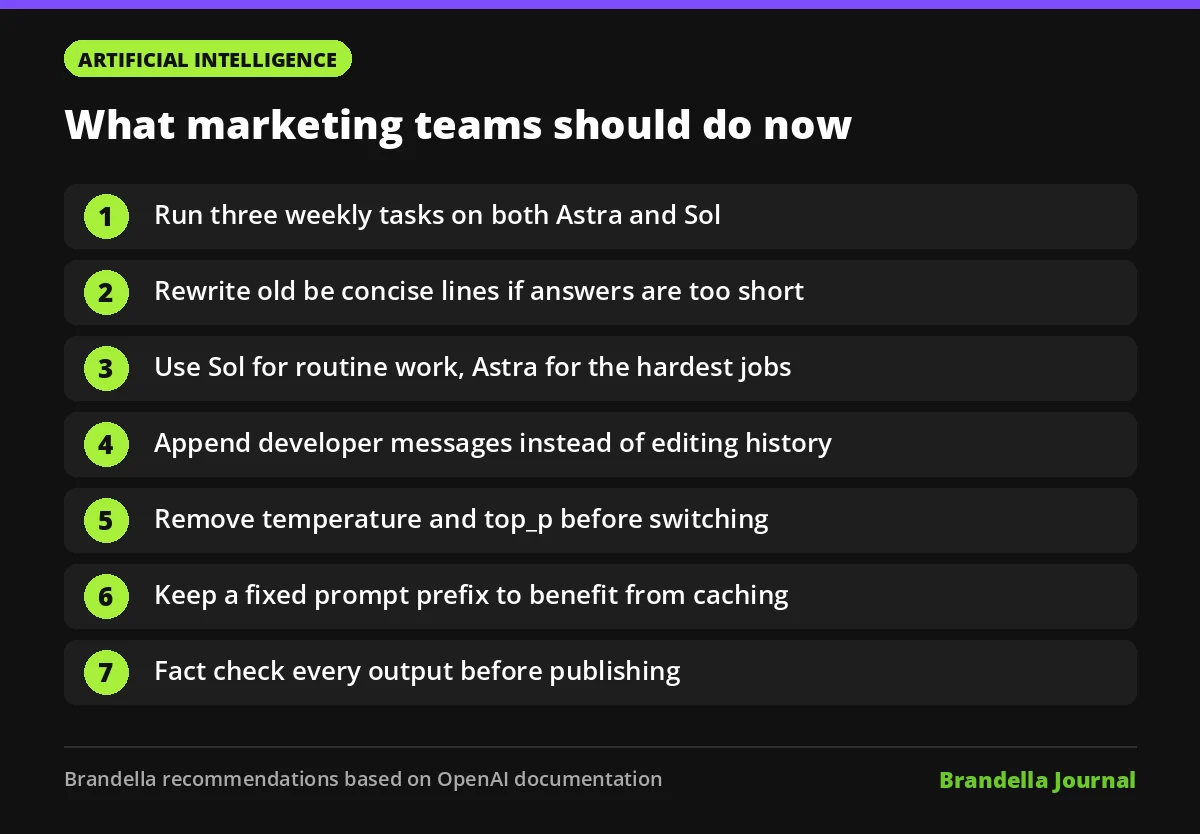 ARTIFICIAL INTELLIGENCE
What marketing teams should do now
1 Run three weekly tasks on both Astra and Sol
2 Rewrite old be concise lines if answers are too short
3 Use Sol for routine work, Astra for the hardest jobs
4 Append developer messages instead of editing history
5 Remove temperature and top_p before switching
6 Keep a fixed prompt prefix to benefit from caching
7 Fact check every output before publishing
Brandella recommendations based on OpenAI documentation
Brandella Journal